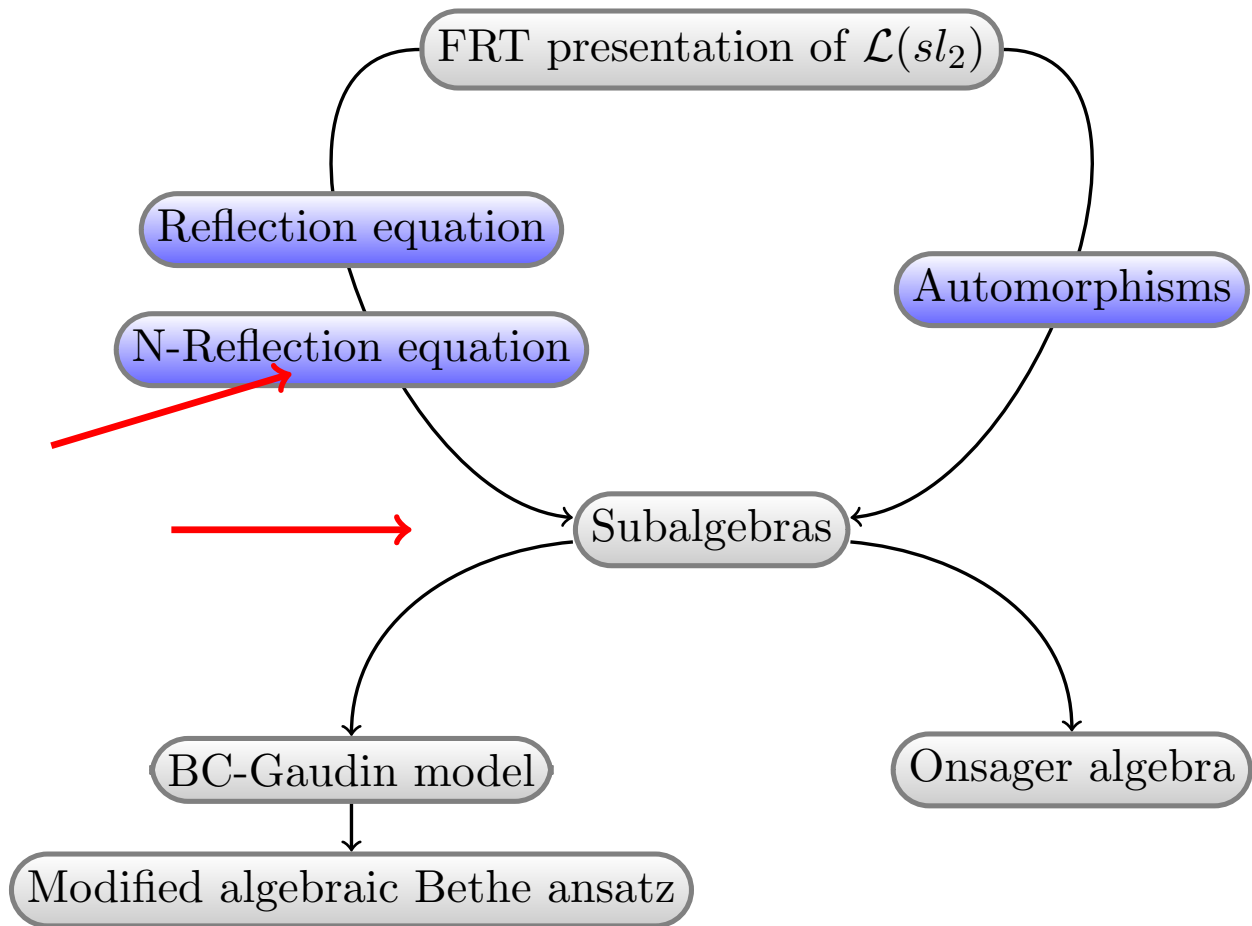 FRT presentation of 𝓛(sl₂)
Reflection equation
Automorphisms
N-Reflection equation
Subalgebras
BC-Gaudin model
Onsager algebra
Modified algebraic Bethe ansatz